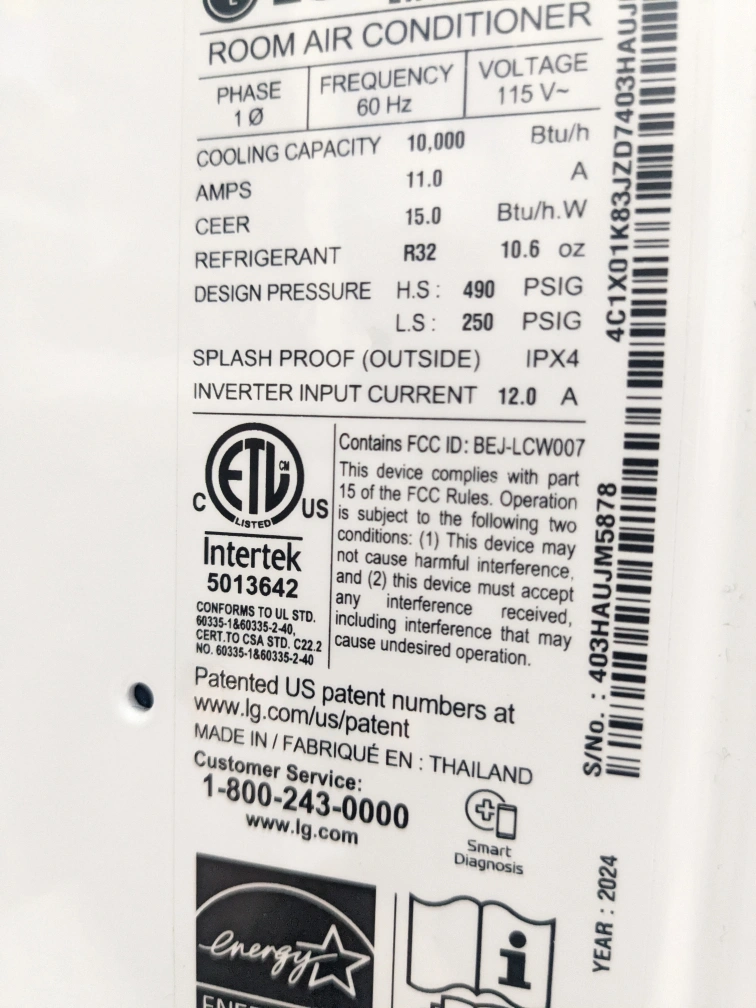 ROOM AIR CONDITIONER
PHASE
1 Ø
FREQUENCY
60 Hz
VOLTAGE
115 V~
COOLING CAPACITY 10,000 Btu/h
AMPS 11.0 A
CEER 15.0 Btu/h.W
REFRIGERANT R32 10.6 oz
DESIGN PRESSURE H.S : 490 PSIG
L.S : 250 PSIG
SPLASH PROOF (OUTSIDE) IPX4
INVERTER INPUT CURRENT 12.0 A
C ETL CM US
LISTED
Intertek
5013642
CONFORMS TO UL STD.
60335-1&60335-2-40,
CERT.TO CSA STD. C22.2
NO. 60335-1&60335-2-40
Contains FCC ID: BEJ-LCW007
This device complies with part
15 of the FCC Rules. Operation
is subject to the following two
conditions: (1) This device may
not cause harmful interference,
and (2) this device must accept
any interference received,
including interference that may
cause undesired operation.
Patented US patent numbers at
www.lg.com/us/patent
MADE IN / FABRIQUÉ EN : THAILAND
Customer Service:
1-800-243-0000
www.lg.com
Smart
Diagnosis
energy
4C1X01K83JZD7403HAUJ
S/No. : 403HAUJM5878
YEAR : 2024